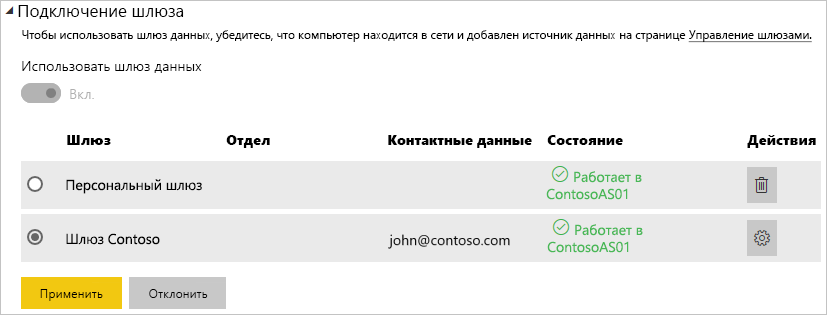 Подключение шлюза
Чтобы использовать шлюз данных, убедитесь, что компьютер находится в сети и добавлен источник данных на странице Управление шлюзами.
Использовать шлюз данных
Вкл.
Шлюз Отдел Контактные данные Состояние Действия
Персональный шлюз Работает в
ContosoAS01
Шлюз Contoso john@contoso.com Работает в
ContosoAS01
Применить Отклонить